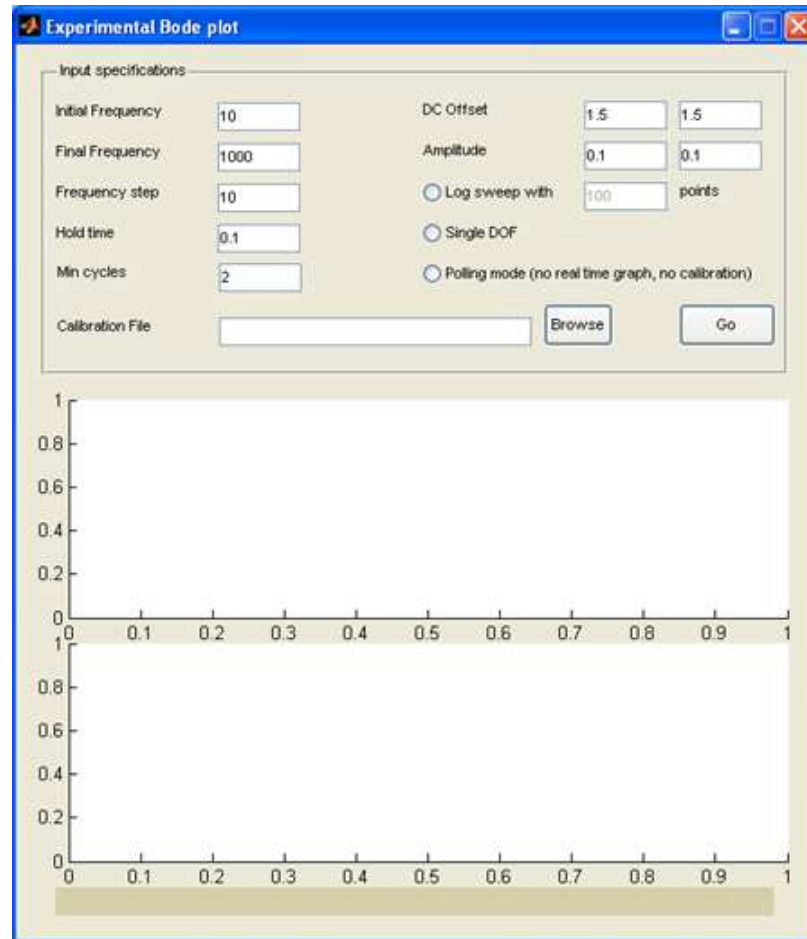 Experimental Bode plot
Input specifications
Initial Frequency 10 DC Offset 1.5 1.5
Final Frequency 1000 Amplitude 0.1 0.1
Frequency step 10 Log sweep with 100 points
Hold time 0.1 Single DOF
Min cycles 2 Polling mode (no real time graph, no calibration)
Calibration File Browse Go
1
0.8
0.6
0.4
0.2
0
0 0.1 0.2 0.3 0.4 0.5 0.6 0.7 0.8 0.9 1
1
0.8
0.6
0.4
0.2
0
0 0.1 0.2 0.3 0.4 0.5 0.6 0.7 0.8 0.9 1